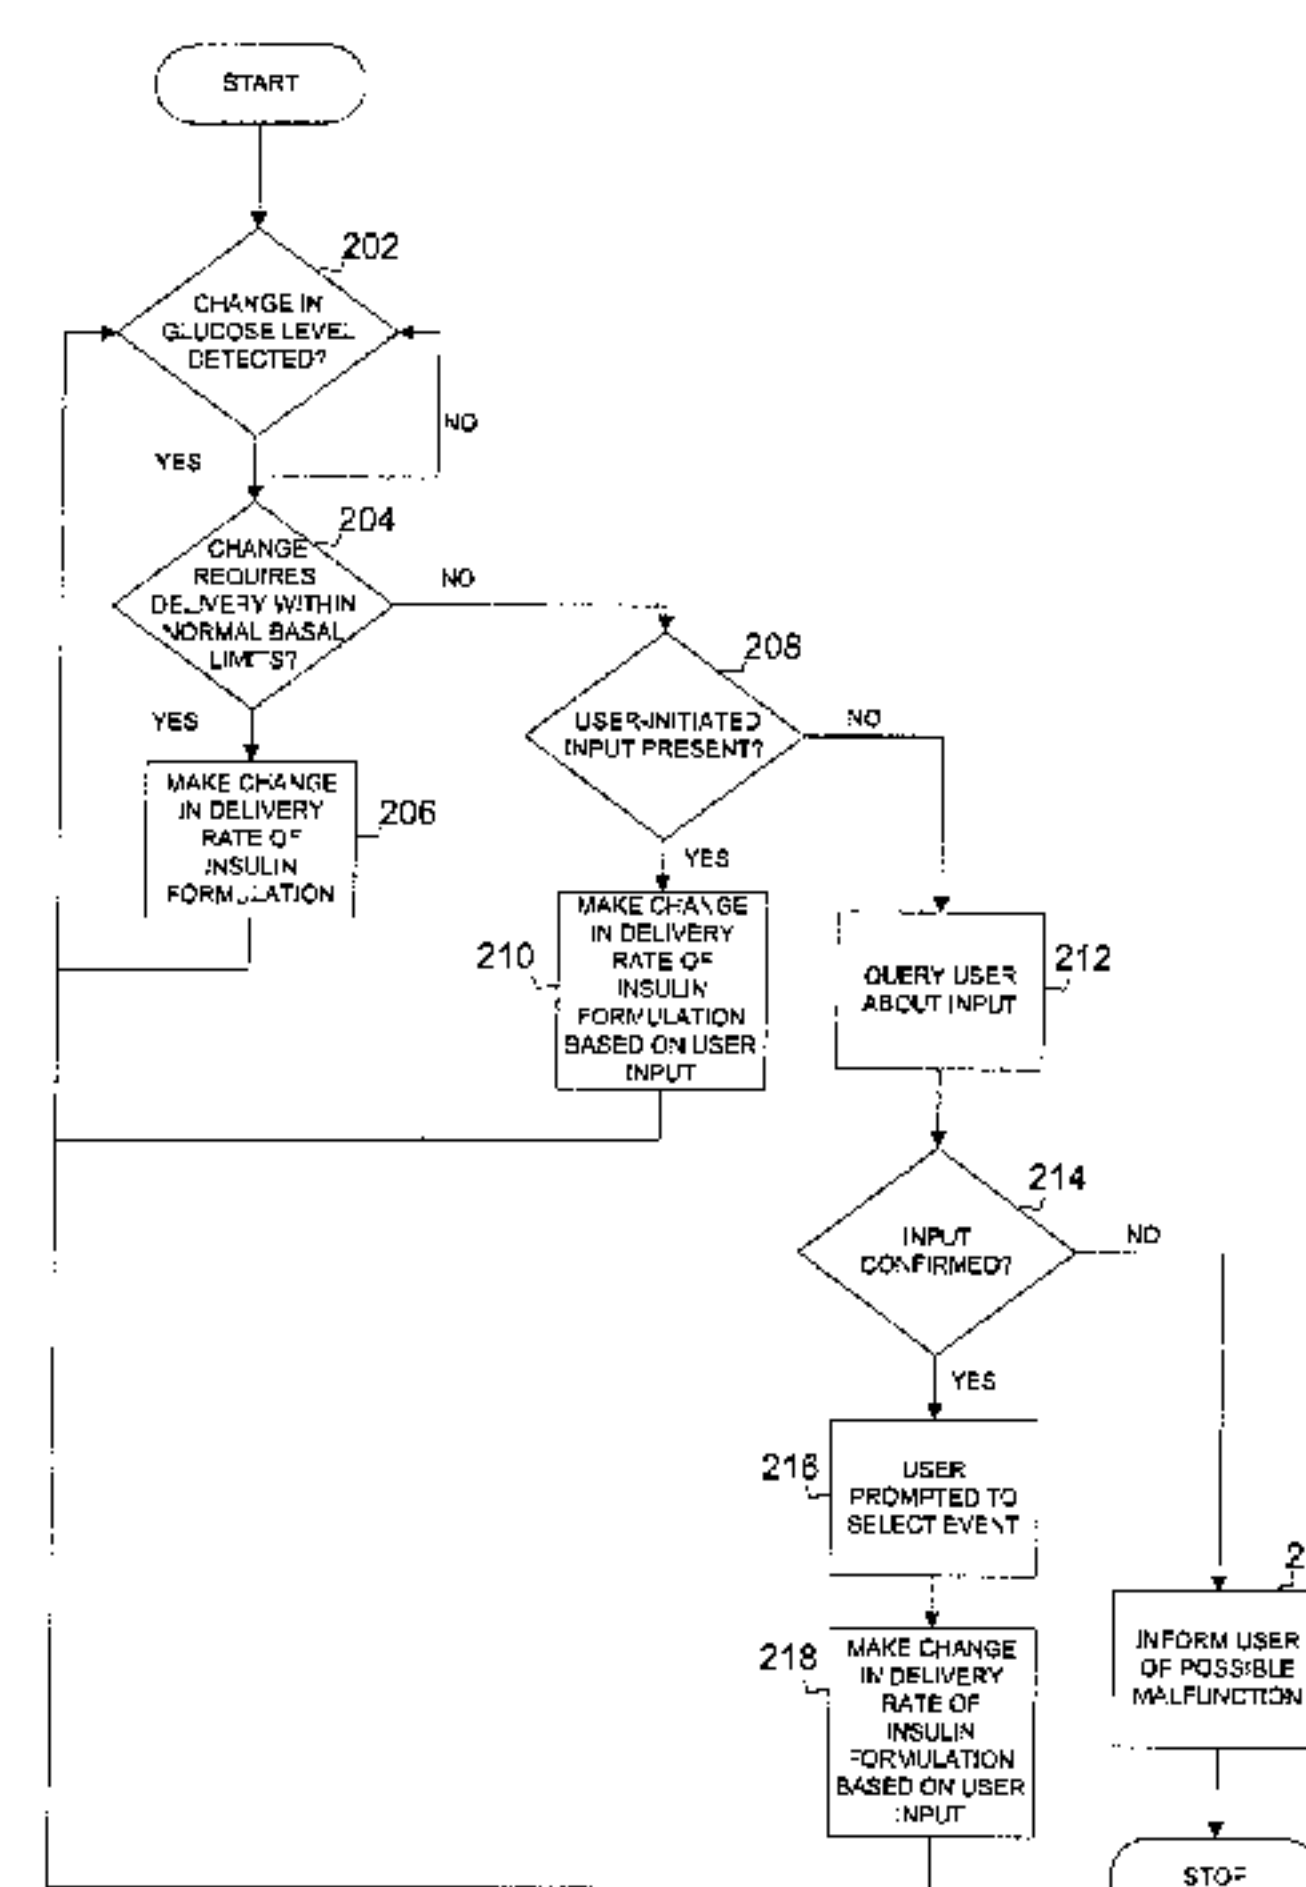 START
202
CHANGE IN
GLUCOSE LEVEL
DETECTED?
NO
YES
204
CHANGE
REQUIRES
DELIVERY WITHIN
NORMAL BASAL
LIMITS?
NO
YES
208
USER-INITIATED
INPUT PRESENT?
NO
YES
MAKE CHANGE
IN DELIVERY
RATE OF
INSULIN
FORMULATION
206
210
MAKE CHANGE
IN DELIVERY
RATE OF
INSULIN
FORMULATION
BASED ON USER
INPUT
QUERY USER
ABOUT INPUT
212
214
INPUT
CONFIRMED?
NO
YES
216
USER
PROMPTED TO
SELECT EVENT
218
MAKE CHANGE
IN DELIVERY
RATE OF
INSULIN
FORMULATION
BASED ON USER
INPUT
2
INFORM USER
OF POSSIBLE
MALFUNCTION
STOP